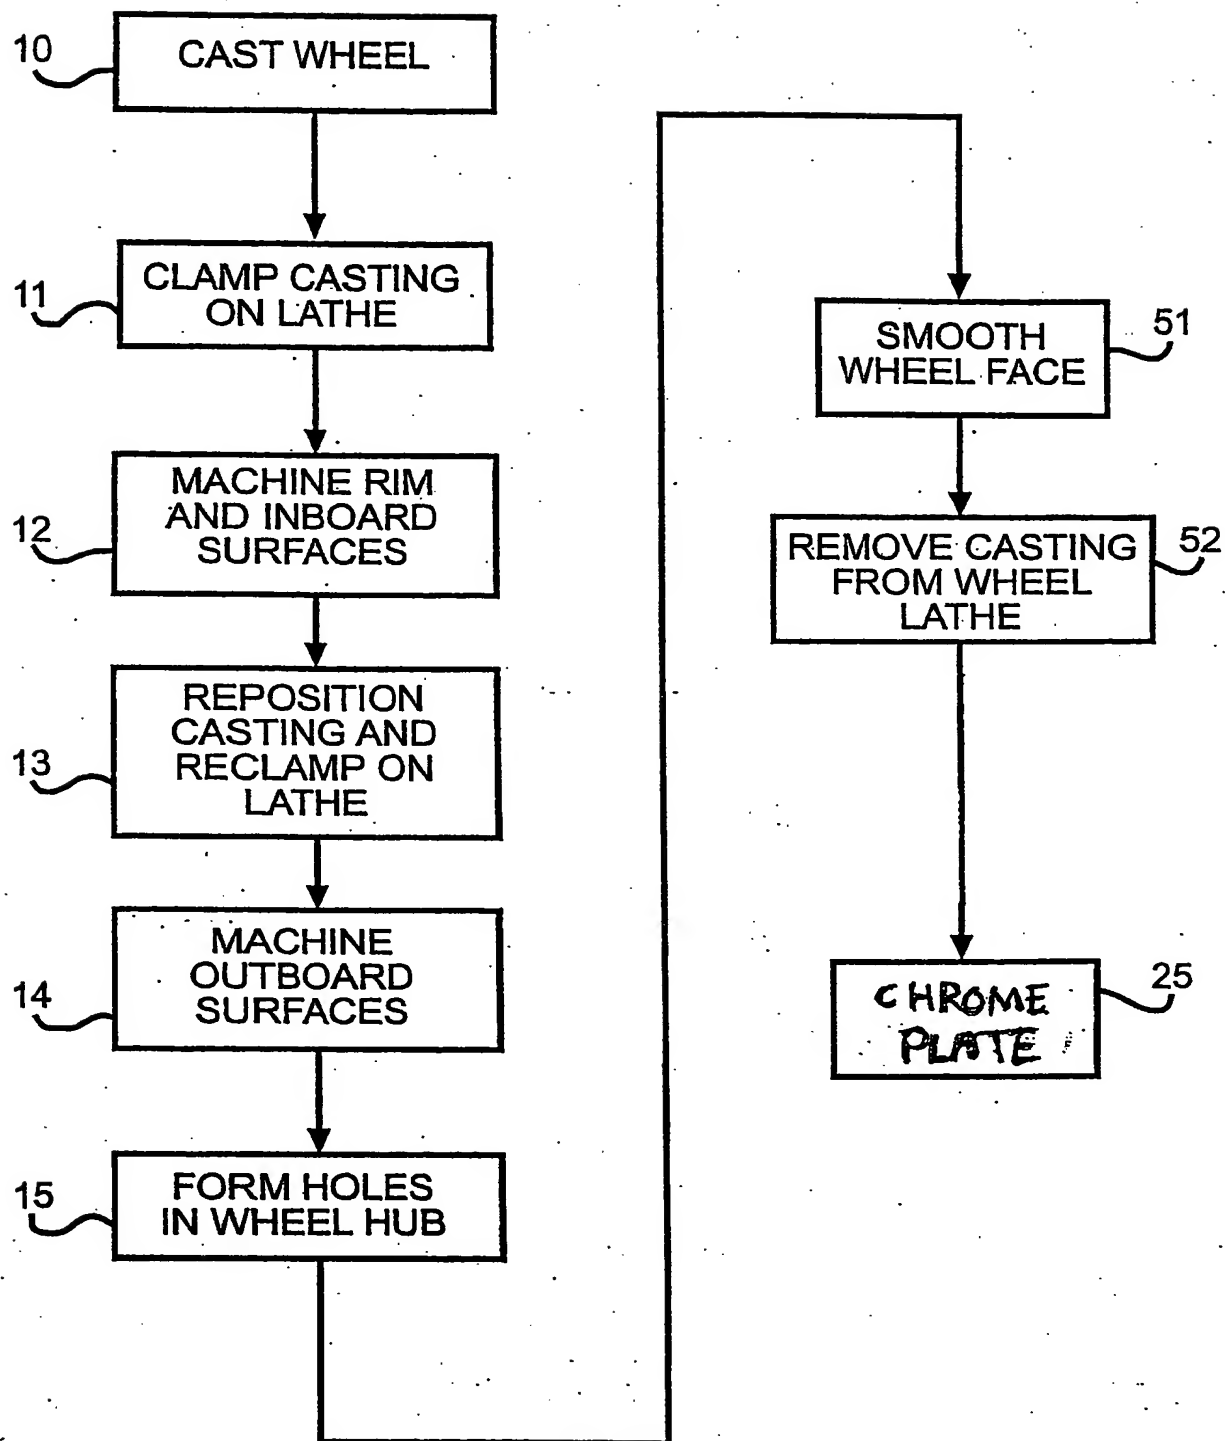 10
CAST WHEEL
11
CLAMP CASTING
ON LATHE
12
MACHINE RIM
AND INBOARD
SURFACES
13
REPOSITION
CASTING AND
RECLAMP ON
LATHE
14
MACHINE
OUTBOARD
SURFACES
15
FORM HOLES
IN WHEEL HUB
51
SMOOTH
WHEEL FACE
52
REMOVE CASTING
FROM WHEEL
LATHE
25
CHROME
PLATE